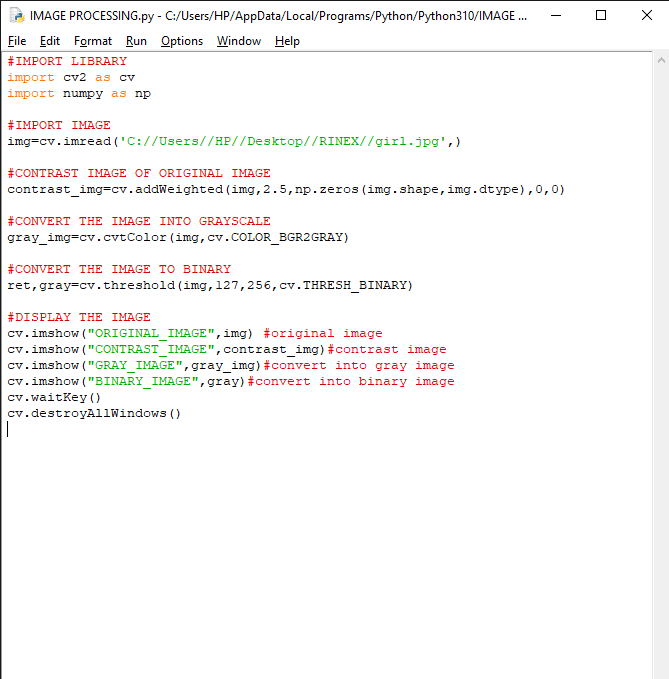 IMAGE PROCESSING.py - C:/Users/HP/AppData/Local/Programs/Python/Python310/IMAGE ...
File Edit Format Run Options Window Help
#IMPORT LIBRARY
import cv2 as cv
import numpy as np
#IMPORT IMAGE
img=cv.imread('C://Users//HP//Desktop//RINEX//girl.jpg',)
#CONTRAST IMAGE OF ORIGINAL IMAGE
contrast_img=cv.addWeighted(img,2.5,np.zeros(img.shape,img.dtype),0,0)
#CONVERT THE IMAGE INTO GRAYSCALE
gray_img=cv.cvtColor(img,cv.COLOR_BGR2GRAY)
#CONVERT THE IMAGE TO BINARY
ret,gray=cv.threshold(img,127,256,cv.THRESH_BINARY)
#DISPLAY THE IMAGE
cv.imshow("ORIGINAL_IMAGE",img) #original image
cv.imshow("CONTRAST_IMAGE",contrast_img)#contrast image
cv.imshow("GRAY_IMAGE",gray_img)#convert into gray image
cv.imshow("BINARY_IMAGE",gray)#convert into binary image
cv.waitKey()
cv.destroyAllWindows()